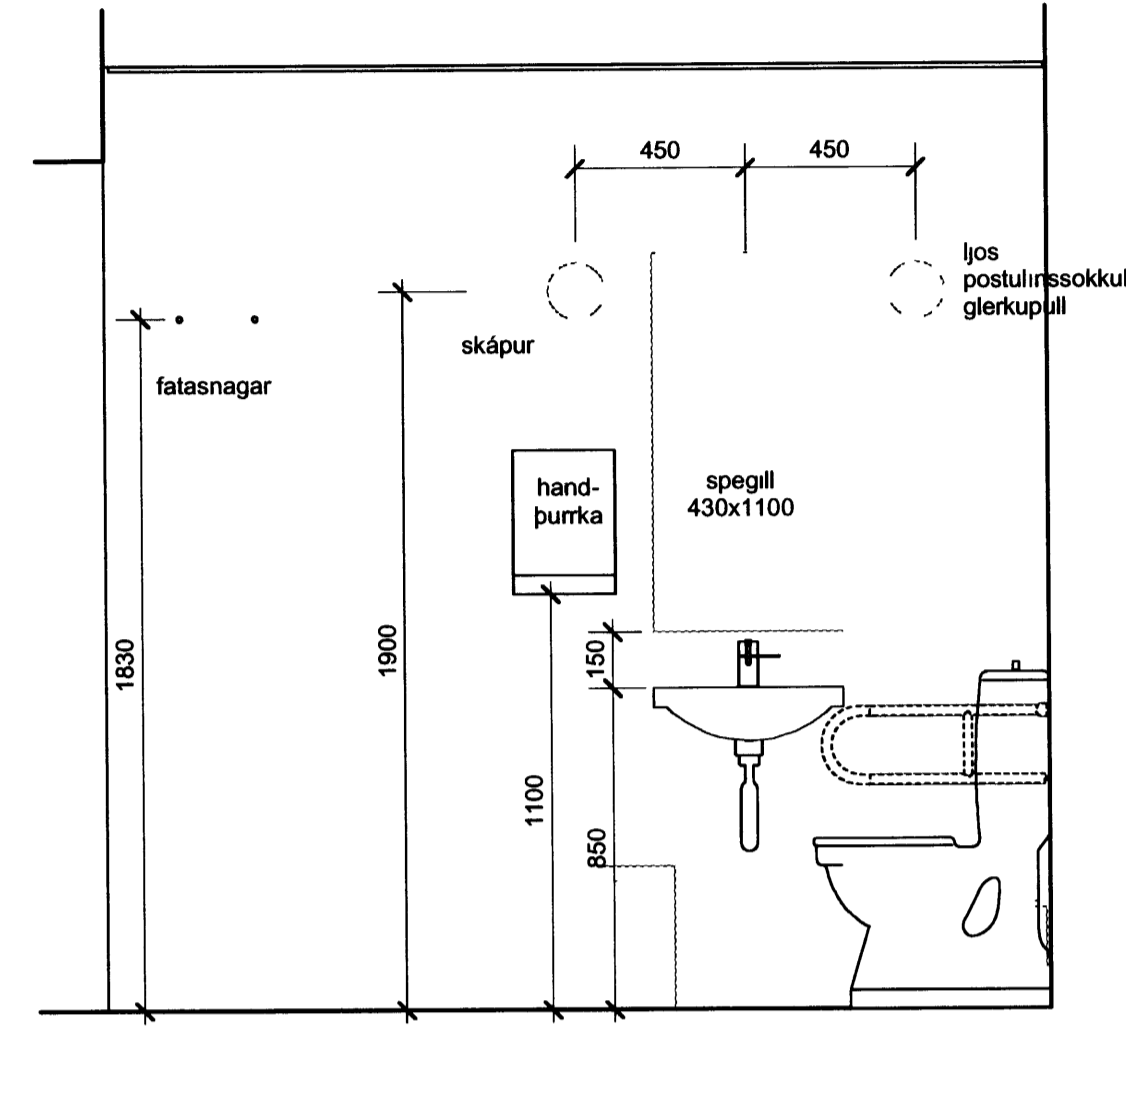 450
450
ljos
postulinssokkul
glerkupull
skápur
fatasnagar
hand-
þurrka
spegill
430x1100
1830
1900
150
1100
850